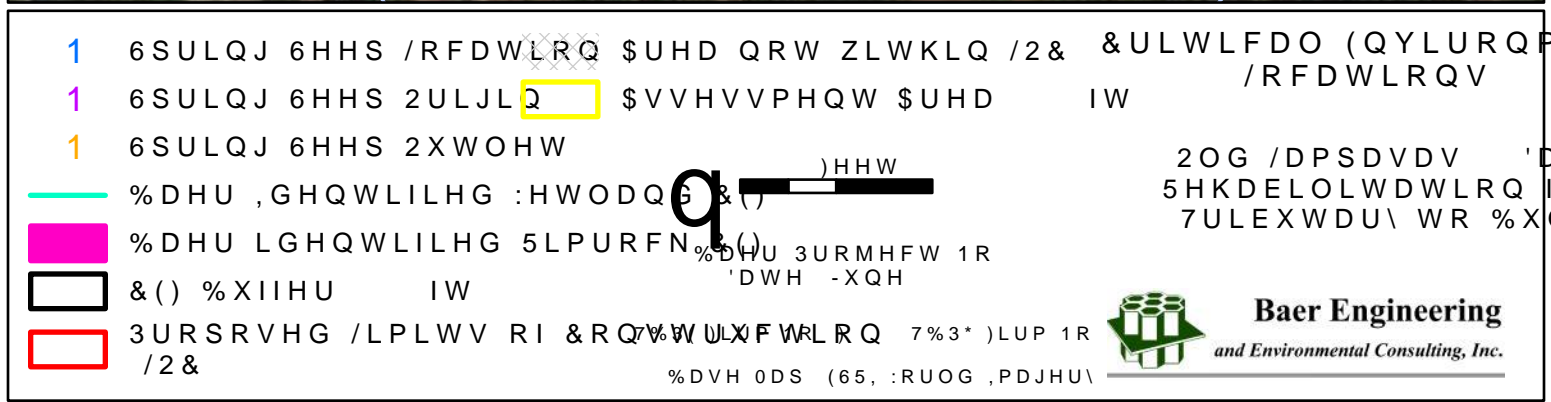 1 6SULQJ 6HHS /RFDWLRQ
1 6SULQJ 6HHS 2ULJLQ
1 6SULQJ 6HHS 2XWOHW
%DHU ,GHQWLILHG :HWODQG &()
%DHU LGHQWLILHG 5LPURFN &()
&() %XIIHU IW
3URSRVHG /LPLWV RI &RQVWUXFWLRQ
/2&
$UHD QRW ZLWKLQ /2&
$VVHVVPHQW $UHD IW
)HHW
q
%DHU 3URMHFW 1R
'DWH -XQH
7%3* )LUP 1R
%DVH 0DS (65, :RUOG ,PDJHU\
&ULWLFDO (QYLURQP
/RFDWLRQV
2OG /DPSDVDV 'D
5HKDELOLWDWLRQ
7ULEXWDU\ WR %XO
Baer Engineering
and Environmental Consulting, Inc.